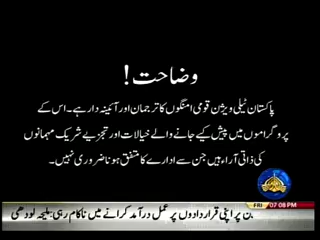 وضاحت!
پاکستان ٹیلی ویژن قومی امنگوں کا ترجمان اور آئینہ دار ہے۔ اس کے
پروگراموں میں پیش کیے جانے والے خیالات اور تجزیے شریک مہمانوں
کی ذاتی آراء ہیں جن سے ادارے کا متفق ہونا ضروری نہیں۔
FRI 07:08 PM
ن پر اپنی قراردادوں پر عمل درآمد کرانے میں ناکام رہی: ملیحہ لودھی